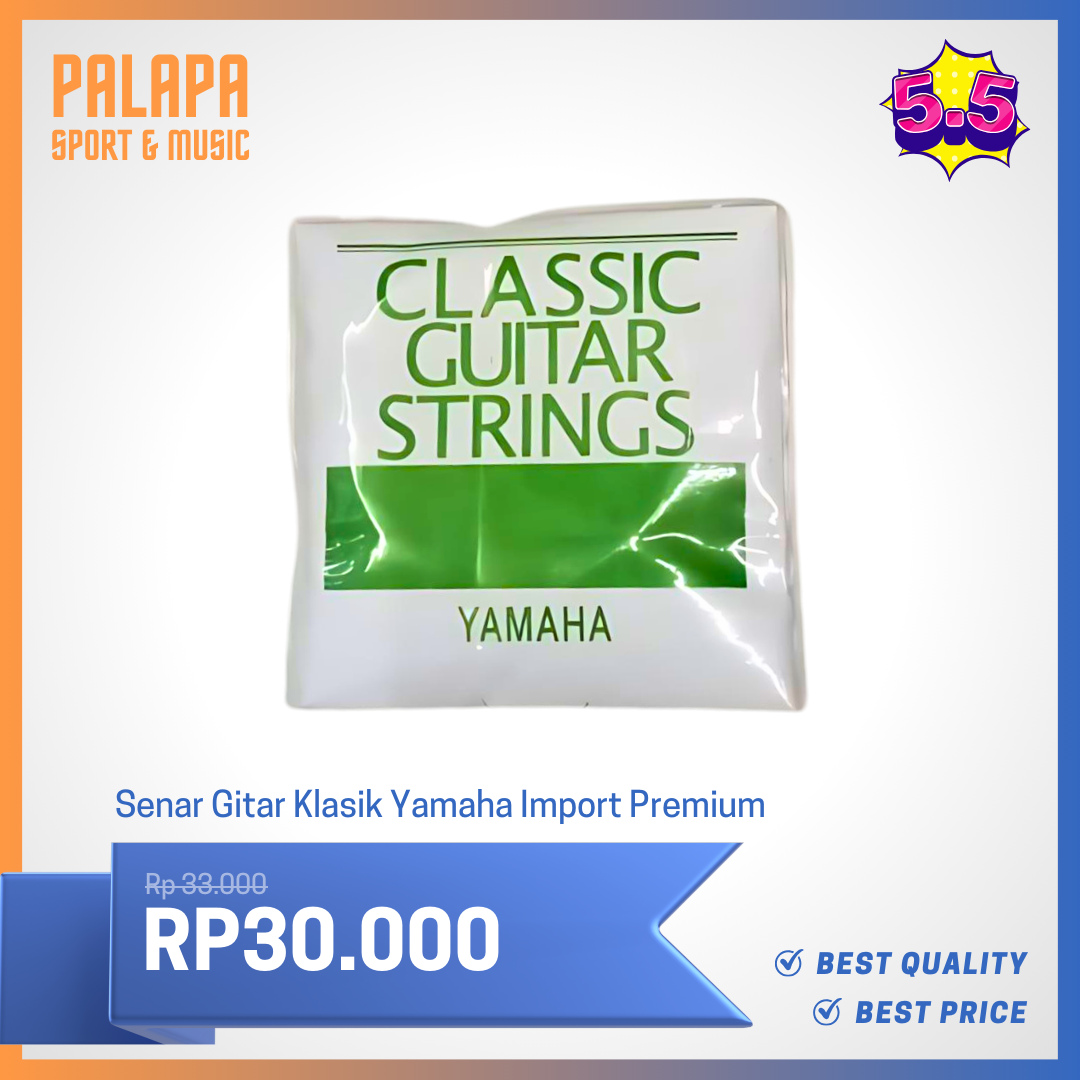 PALAPA
SPORT & MUSIC
5.5
CLASSIC
GUITAR
STRINGS
YAMAHA
Senar Gitar Klasik Yamaha Import Premium
Rp 33.000
RP30.000
BEST QUALITY
BEST PRICE